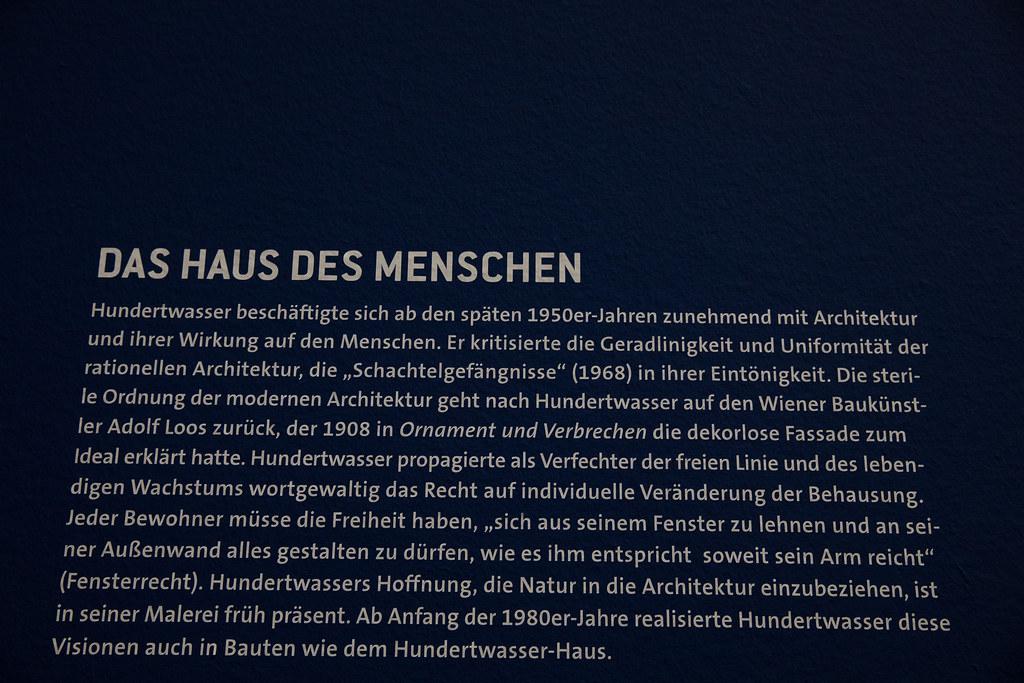 DAS HAUS DES MENSCHEN
Hundertwasser beschäftigte sich ab den späten 1950er-Jahren zunehmend mit Architektur
und ihrer Wirkung auf den Menschen. Er kritisierte die Geradlinigkeit und Uniformität der
rationellen Architektur, die „Schachtelgefängnisse“ (1968) in ihrer Eintönigkeit. Die steri-
le Ordnung der modernen Architektur geht nach Hundertwasser auf den Wiener Baukünst-
ler Adolf Loos zurück, der 1908 in Ornament und Verbrechen die dekorlose Fassade zum
Ideal erklärt hatte. Hundertwasser propagierte als Verfechter der freien Linie und des leben-
digen Wachstums wortgewaltig das Recht auf individuelle Veränderung der Behausung.
Jeder Bewohner müsse die Freiheit haben, „sich aus seinem Fenster zu lehnen und an sei-
ner Außenwand alles gestalten zu dürfen, wie es ihm entspricht soweit sein Arm reicht“
(Fensterrecht). Hundertwassers Hoffnung, die Natur in die Architektur einzubeziehen, ist
in seiner Malerei früh präsent. Ab Anfang der 1980er-Jahre realisierte Hundertwasser diese
Visionen auch in Bauten wie dem Hundertwasser-Haus.